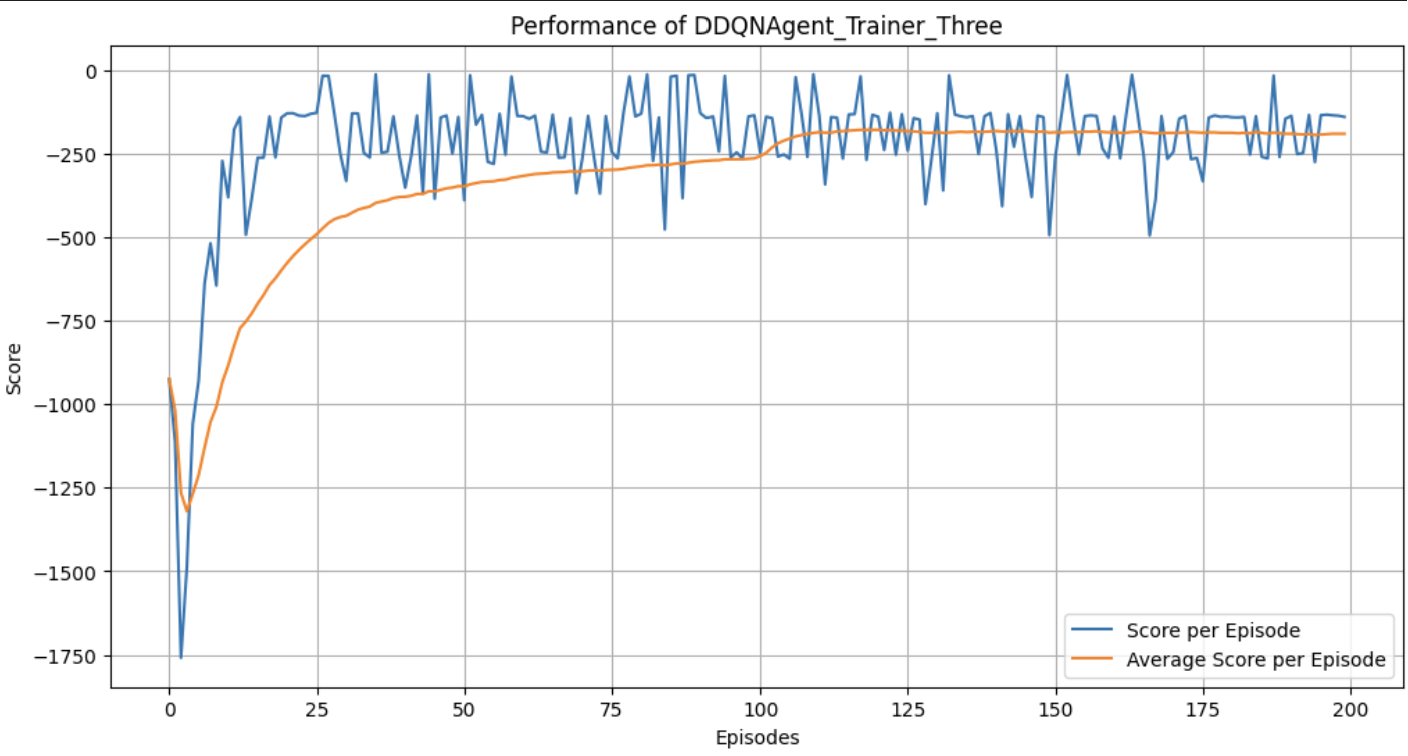 Performance of DDQNAgent_Trainer_Three
0
−250
−500
−750
−1000
−1250
−1500
−1750
Score
Score per Episode
Average Score per Episode
0 25 50 75 100 125 150 175 200
Episodes